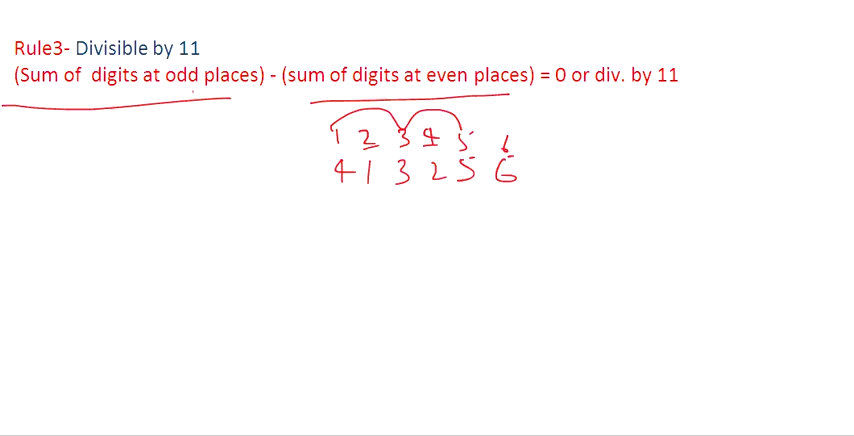 Rule3- Divisible by 11
(Sum of digits at odd places) - (sum of digits at even places) = 0 or div. by 11
1 2 3 4 5 6
4 1 3 2 5 6